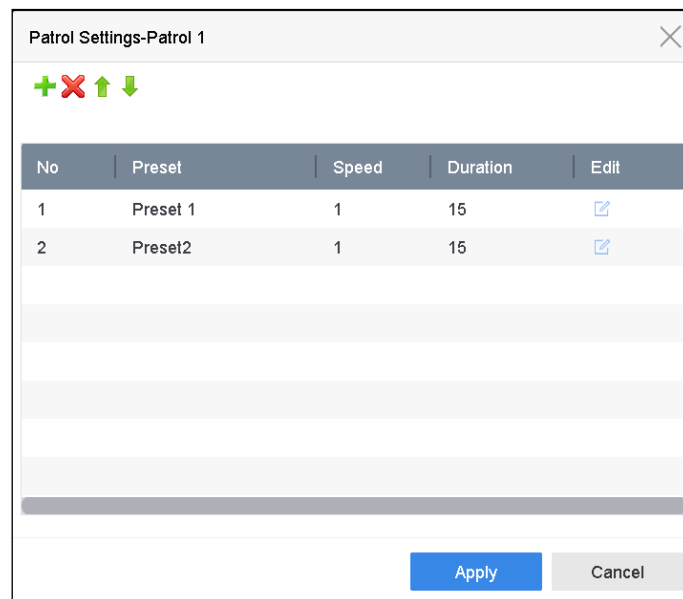 Patrol Settings-Patrol 1
No Preset Speed Duration Edit
1 Preset 1 1 15
2 Preset2 1 15
Apply Cancel